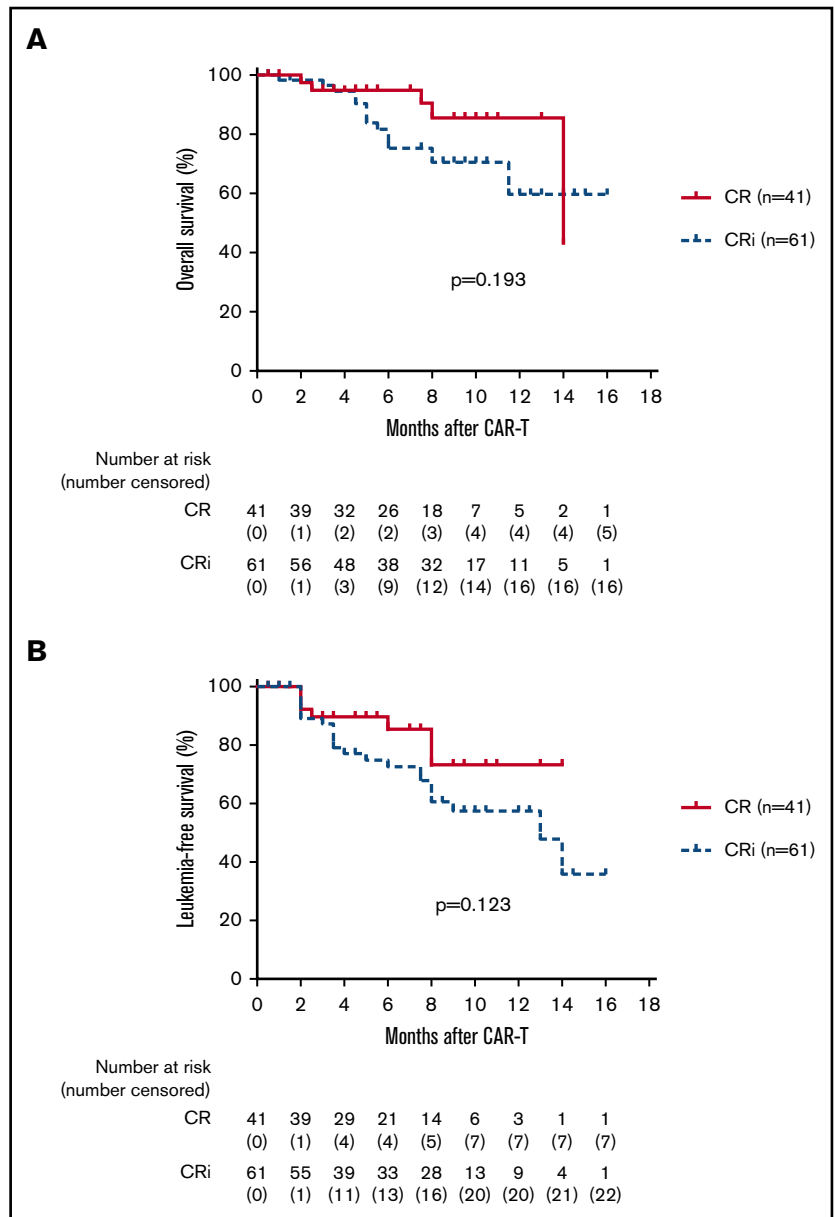 A
100
80
60
40
20
0
Overall survival (%)
p=0.193
CR (n=41)
CRi (n=61)
0 2 4 6 8 10 12 14 16 18
Months after CAR-T
Number at risk
(number censored)
CR 41 39 32 26 18 7 5 2 1
(0) (1) (2) (2) (3) (4) (4) (4) (5)
CRi 61 56 48 38 32 17 11 5 1
(0) (1) (3) (9) (12) (14) (16) (16) (16)
B
100
80
60
40
20
0
Leukemia-free survival (%)
p=0.123
CR (n=41)
CRi (n=61)
0 2 4 6 8 10 12 14 16 18
Months after CAR-T
Number at risk
(number censored)
CR 41 39 29 21 14 6 3 1 1
(0) (1) (4) (4) (5) (7) (7) (7) (7)
CRi 61 55 39 33 28 13 9 4 1
(0) (1) (11) (13) (16) (20) (20) (21) (22)